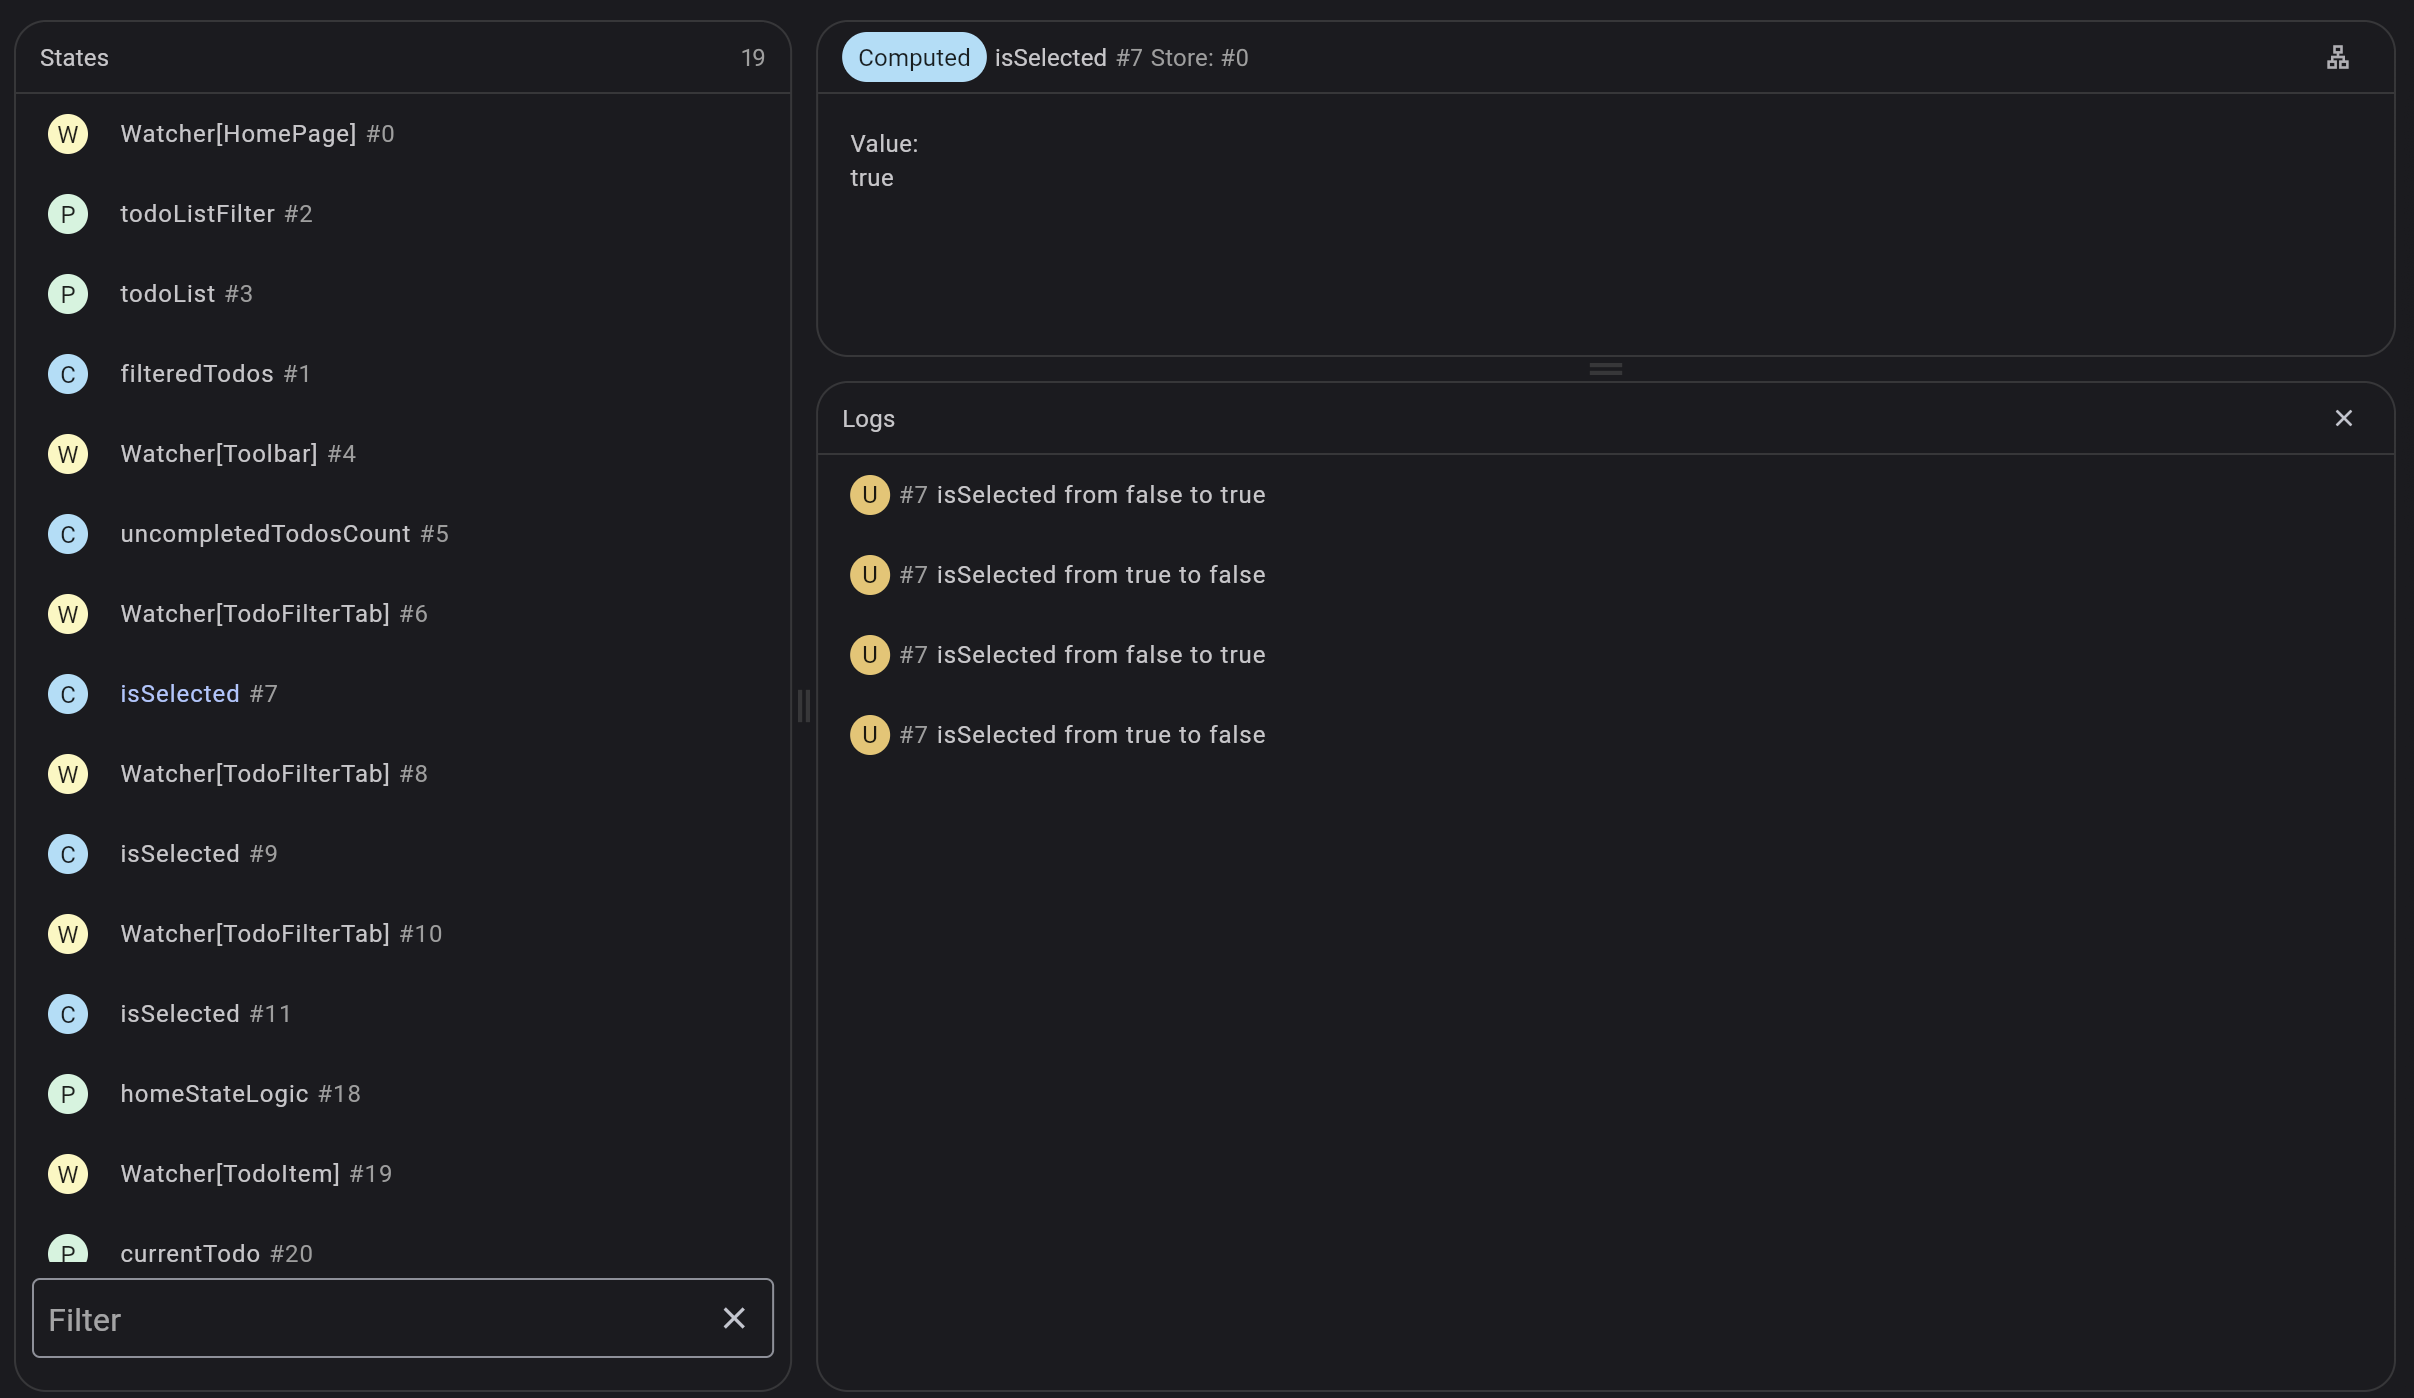 States 19
W Watcher[HomePage] #0
P todoListFilter #2
P todoList #3
C filteredTodos #1
W Watcher[Toolbar] #4
C uncompletedTodosCount #5
W Watcher[TodoFilterTab] #6
C isSelected #7
W Watcher[TodoFilterTab] #8
C isSelected #9
W Watcher[TodoFilterTab] #10
C isSelected #11
P homeStateLogic #18
W Watcher[TodoItem] #19
P currentTodo #20
Filter
Computed isSelected #7 Store: #0
Value:
true
Logs
U #7 isSelected from false to true
U #7 isSelected from true to false
U #7 isSelected from false to true
U #7 isSelected from true to false